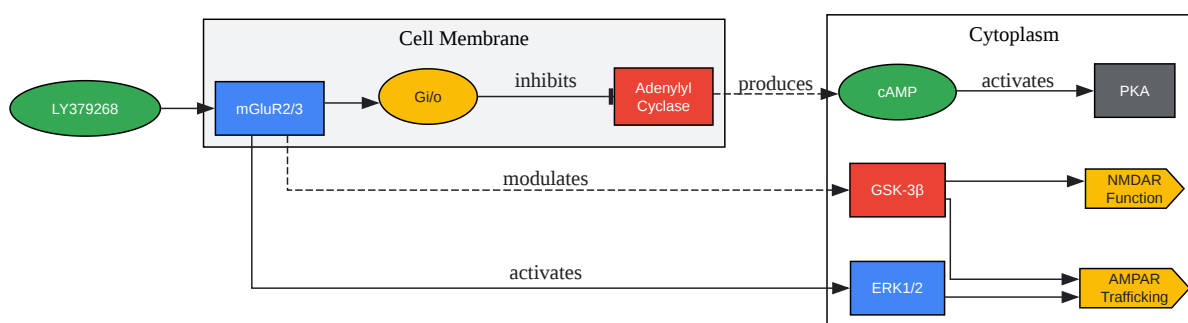 Cell Membrane
Cytoplasm
LY379268
mGluR2/3
Gi/o
inhibits
Adenylyl
Cyclase
produces
cAMP
activates
PKA
modulates
GSK-3β
NMDAR
Function
activates
ERK1/2
AMPAR
Trafficking